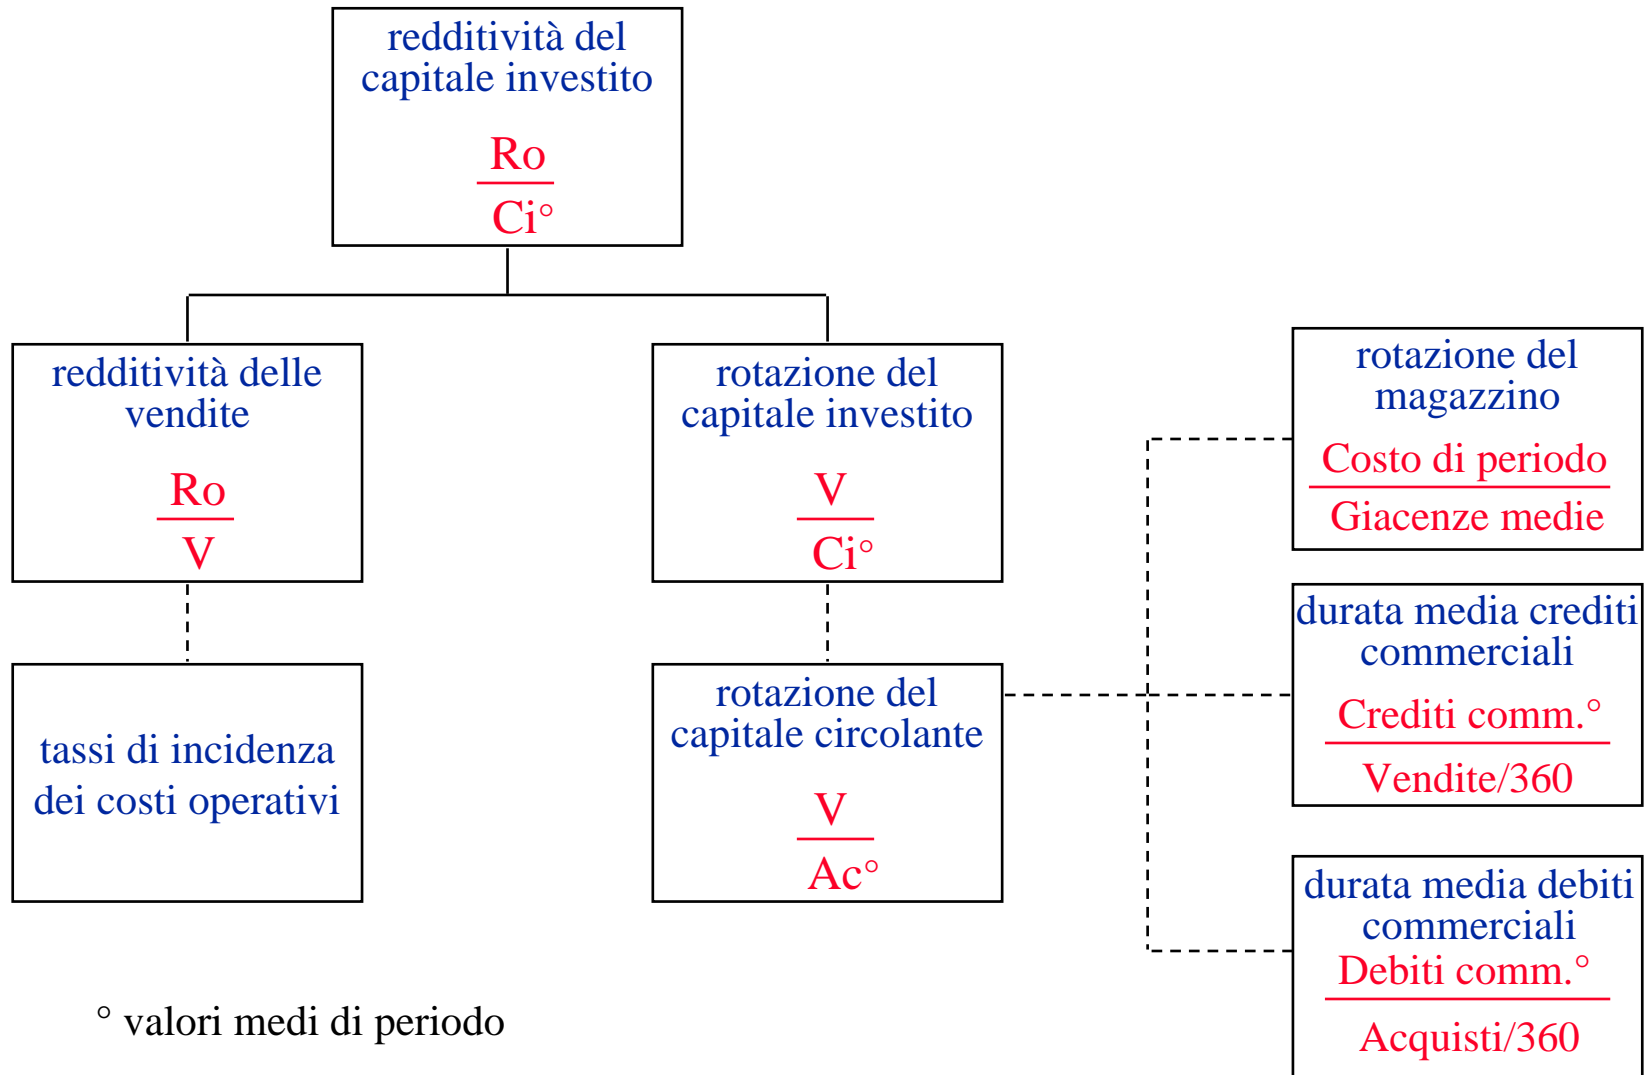 redditività del
capitale investito
Ro
Ci°
redditività delle
vendite
Ro
V
rotazione del
capitale investito
V
Ci°
rotazione del
magazzino
Costo di periodo
Giacenze medie
durata media crediti
commerciali
Crediti comm.°
Vendite/360
tassi di incidenza
dei costi operativi
rotazione del
capitale circolante
V
Ac°
durata media debiti
commerciali
Debiti comm.°
Acquisti/360
° valori medi di periodo